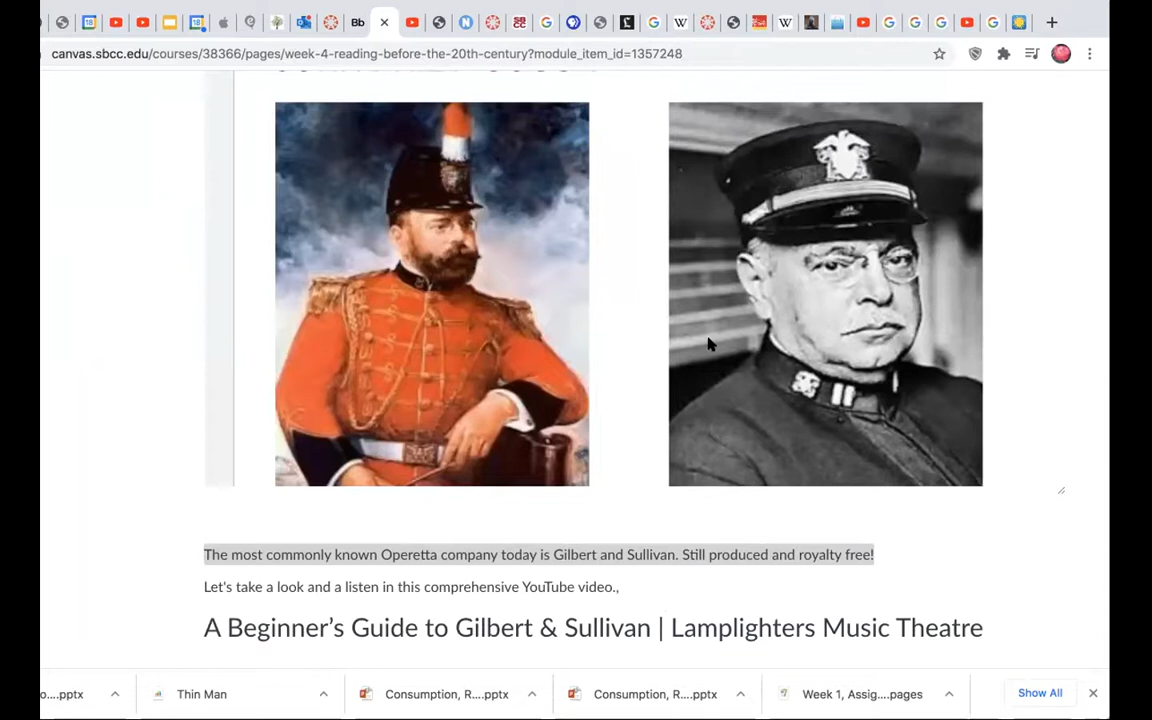 Bb
canvas.sbcc.edu/courses/38366/pages/week-4-reading-before-the-20th-century?module_item_id=1357248
The most commonly known Operetta company today is Gilbert and Sullivan. Still produced and royalty free!
Let's take a look and a listen in this comprehensive YouTube video.,
A Beginner’s Guide to Gilbert & Sullivan | Lamplighters Music Theatre
o....pptx
Thin Man
Consumption, R....pptx
Consumption, R....pptx
Week 1, Assig....pages
Show All